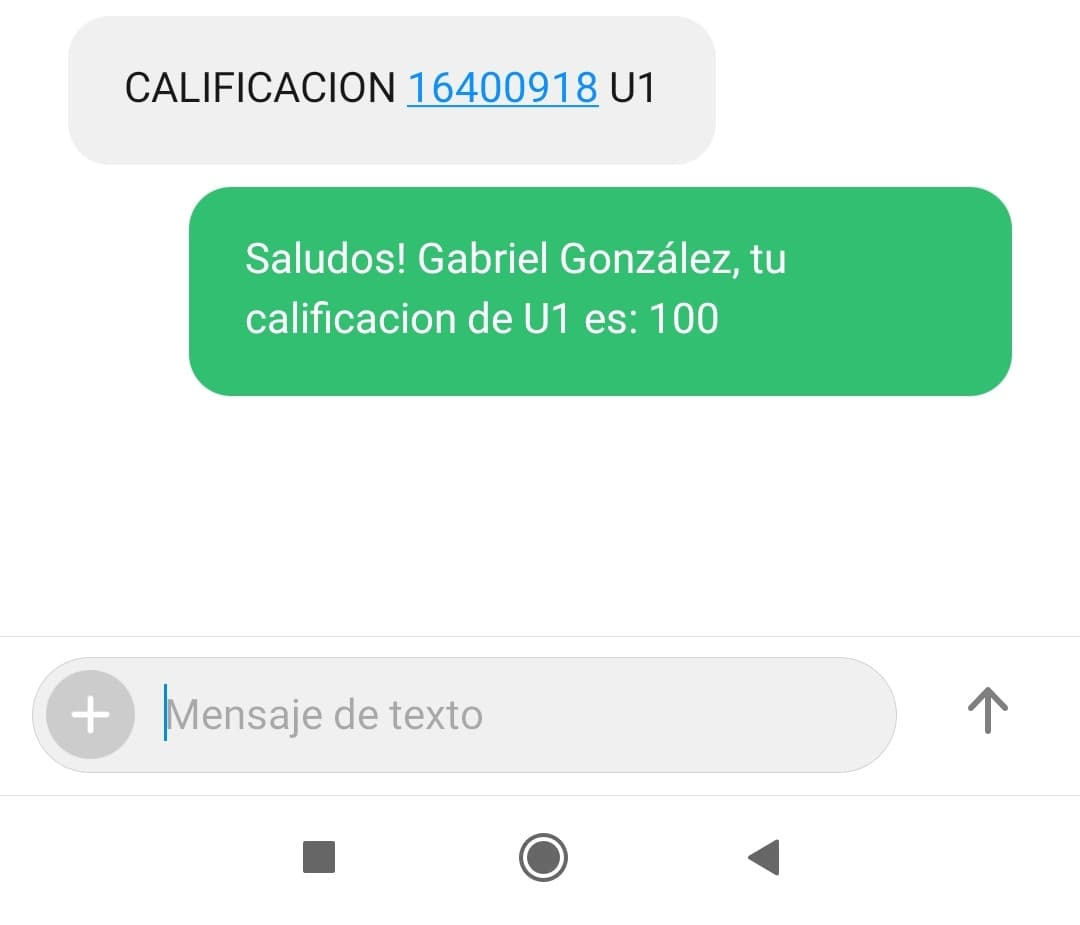 CALIFICACION 16400918 U1
Saludos! Gabriel González, tu
calificacion de U1 es: 100
Mensaje de texto